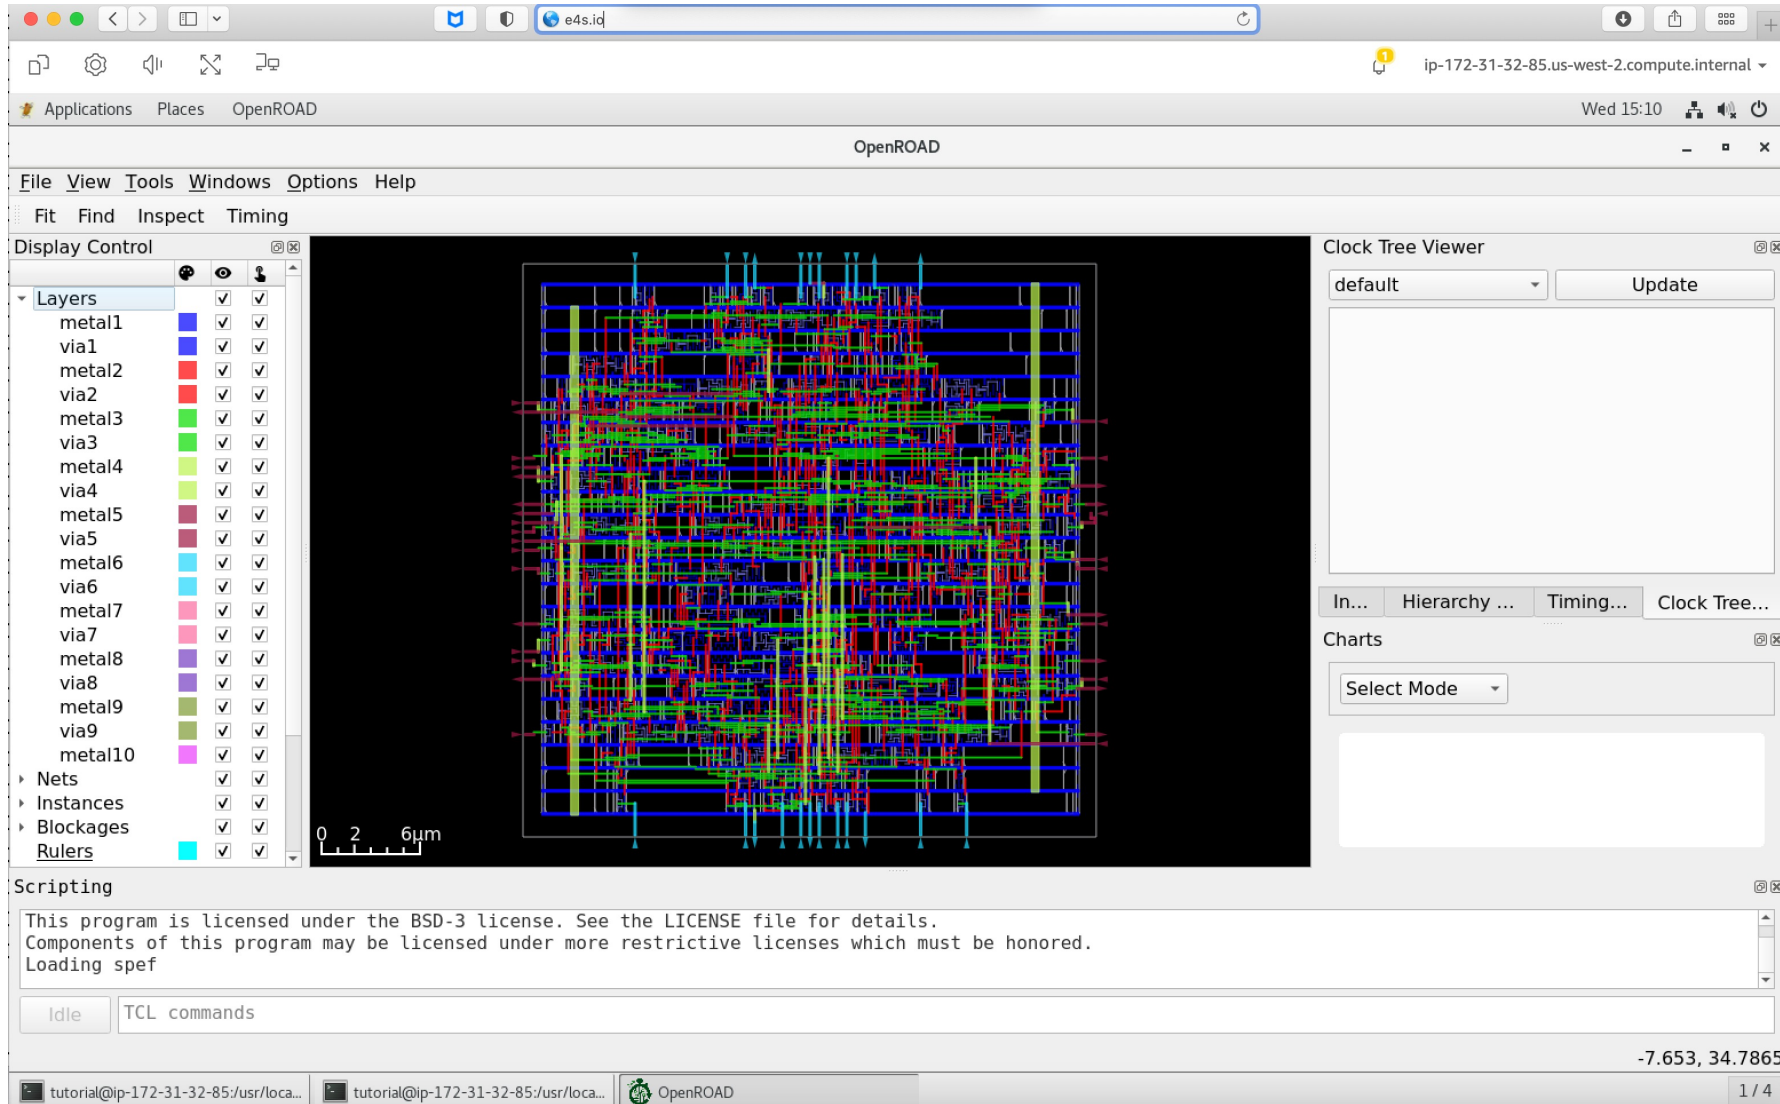 e4s.io
1
ip-172-31-32-85.us-west-2.compute.internal
Applications Places OpenROAD
Wed 15:10
OpenROAD
File View Tools Windows Options Help
Fit Find Inspect Timing
Display Control
Layers
metal1
via1
metal2
via2
metal3
via3
metal4
via4
metal5
via5
metal6
via6
metal7
via7
metal8
via8
metal9
via9
metal10
Nets
Instances
Blockages
Rulers
0 2 6μm
Clock Tree Viewer
default Update
In... Hierarchy ... Timing... Clock Tree...
Charts
Select Mode
Scripting
This program is licensed under the BSD-3 license. See the LICENSE file for details.
Components of this program may be licensed under more restrictive licenses which must be honored.
Loading spef
Idle TCL commands
-7.653, 34.7865
tutorial@ip-172-31-32-85:/usr/loca... tutorial@ip-172-31-32-85:/usr/loca... OpenROAD 1 / 4